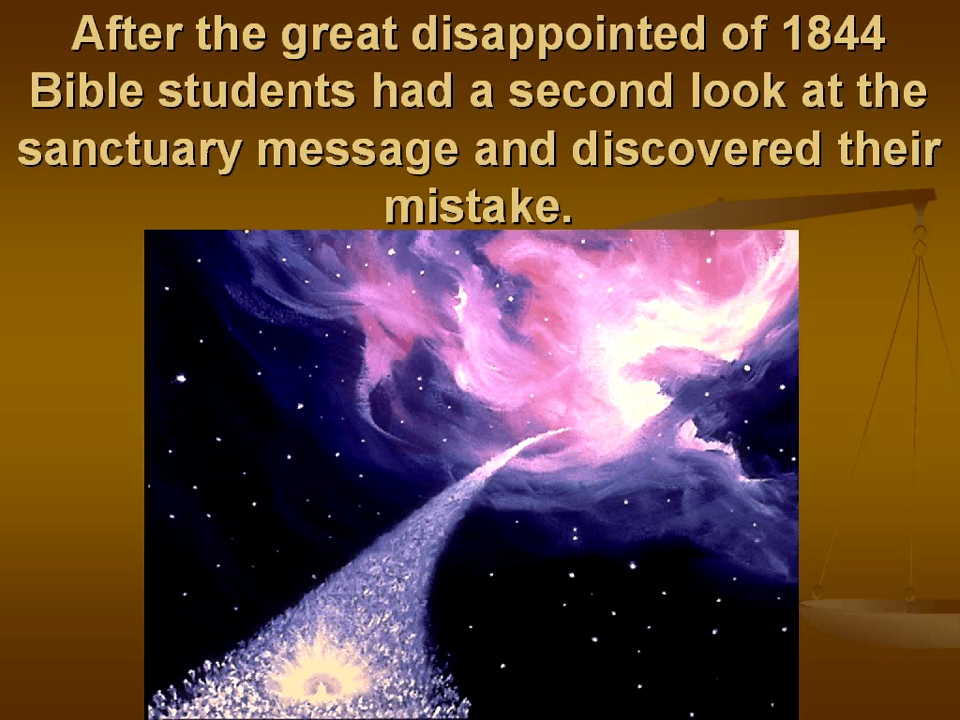 After the great disappointed of 1844
Bible students had a second look at the
sanctuary message and discovered their
mistake.